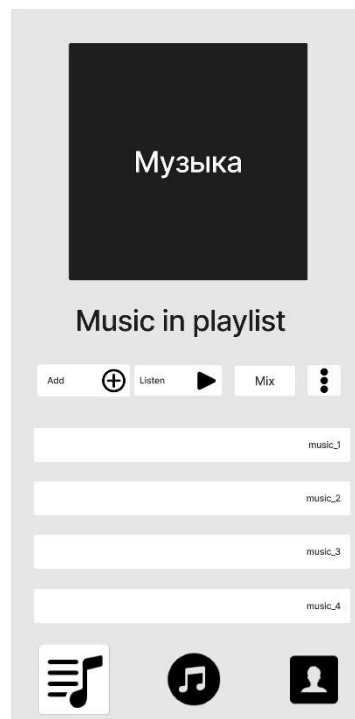 Музыка
Music in playlist
Add Listen Mix
music_1
music_2
music_3
music_4